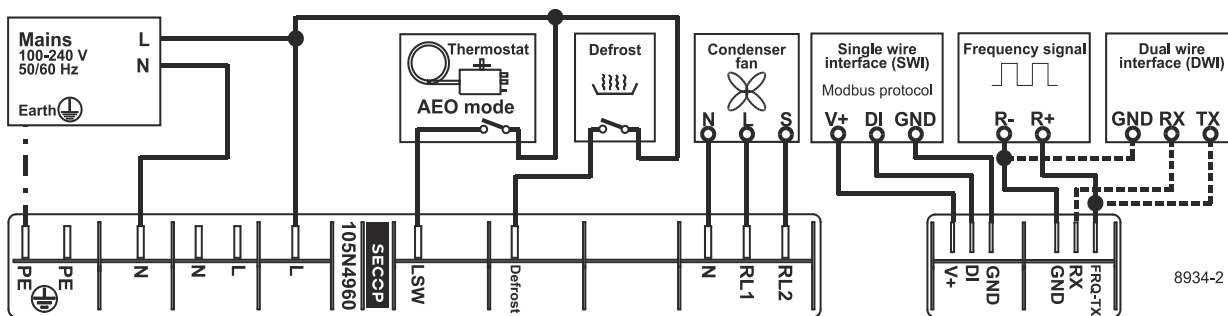 Mains
100-240 V
50/60 Hz
L
N
Earth
Thermostat
AEO mode
Defrost
Condenser
fan
N L S
Single wire
interface (SWI)
Modbus protocol
V+ DI GND
Frequency signal
R- R+
Dual wire
interface (DWI)
GND RX TX
PE PE N N L L
105N4960
SECOP
LSW Defrost N RL1 RL2
V+ DI GND GND RX FRQ-TX
8934-2